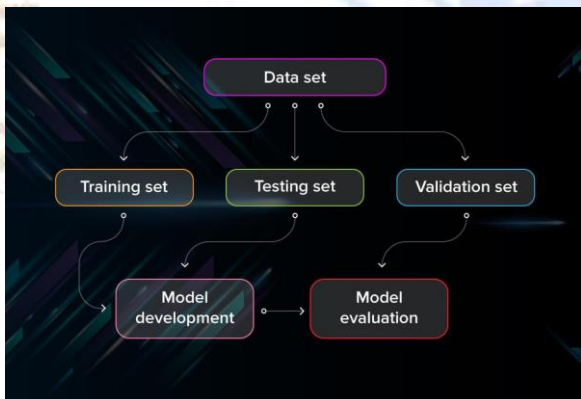 Data set
Training set
Testing set
Validation set
Model
development
Model
evaluation